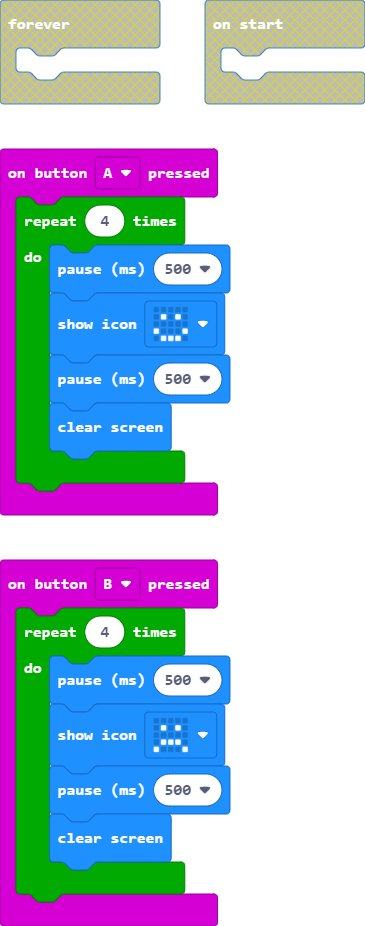 forever
on start
on button A pressed
repeat 4 times
do
pause (ms) 500
show icon
pause (ms) 500
clear screen
on button B pressed
repeat 4 times
do
pause (ms) 500
show icon
pause (ms) 500
clear screen